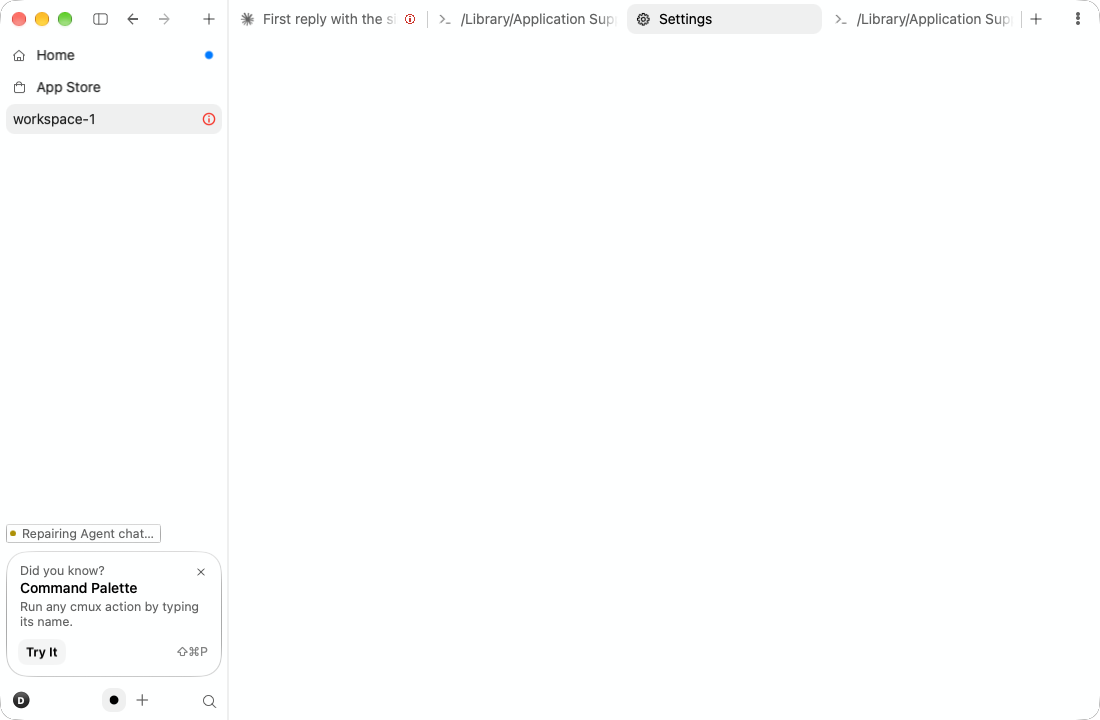 First reply with the
/Library/Application Sup
Settings
/Library/Application Sup
Home
App Store
workspace-1
Repairing Agent chat...
Did you know?
Command Palette
Run any cmux action by typing
its name.
Try It
⇧⌘P
D